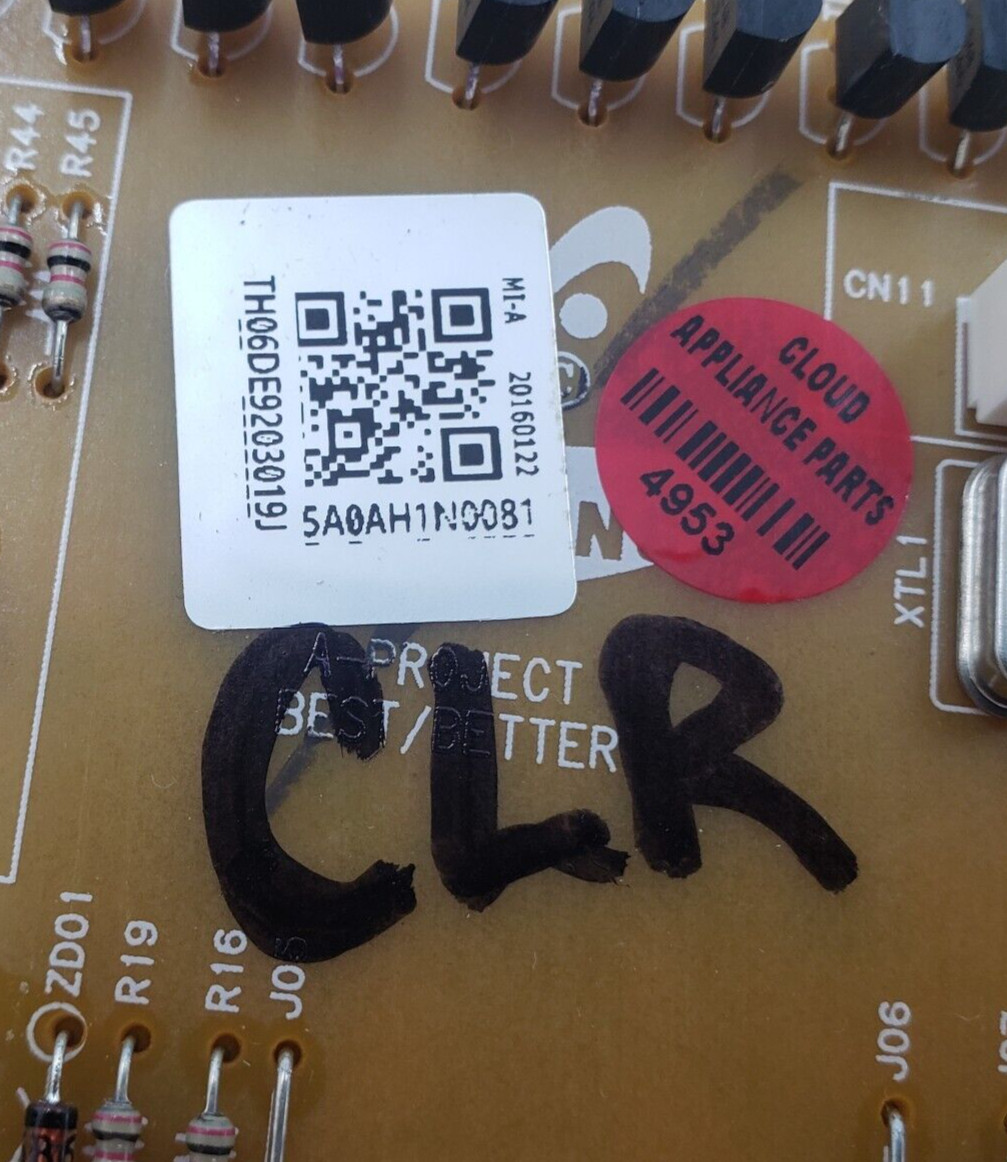 R44
R45
CN11
MI-A 20160122
TH06DE9203019J
5A0AH1N0081
CLOUD
APPLIANCE PARTS
4953
XTL1
A-PROJECT
BEST/BETTER
CLR
ZD01
R19
R16
J05
J06